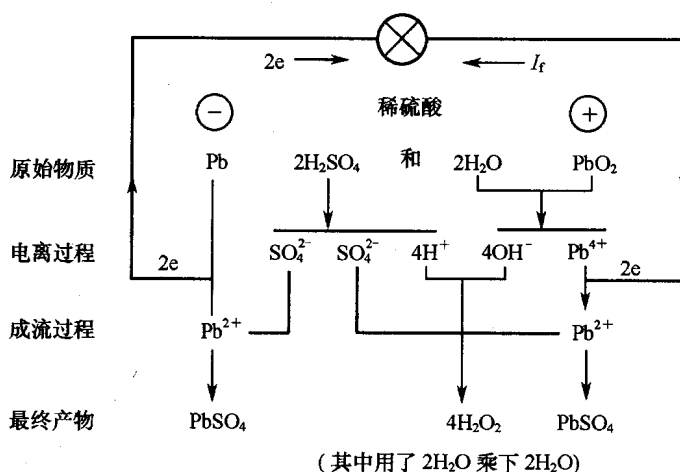 2e I_f
稀硫酸
− +
原始物质 Pb 2H₂SO₄ 和 2H₂O PbO₂
电离过程 SO₄²⁻ SO₄²⁻ 4H⁺ 4OH⁻ Pb⁴⁺
2e 2e
成流过程 Pb²⁺ Pb²⁺
最终产物 PbSO₄ 4H₂O₂ PbSO₄
(其中用了 2H₂O 乘下 2H₂O)